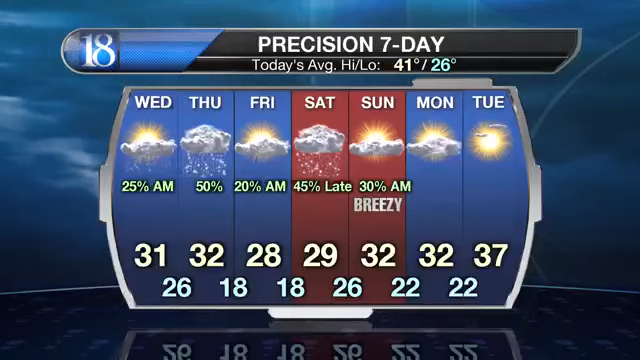 18
PRECISION 7-DAY
Today's Avg. Hi/Lo: 41°/26°
WED THU FRI SAT SUN MON TUE
25% AM 50% 20% AM 45% Late 30% AM
BREEZY
31 32 28 29 32 32 37
26 18 18 26 22 22